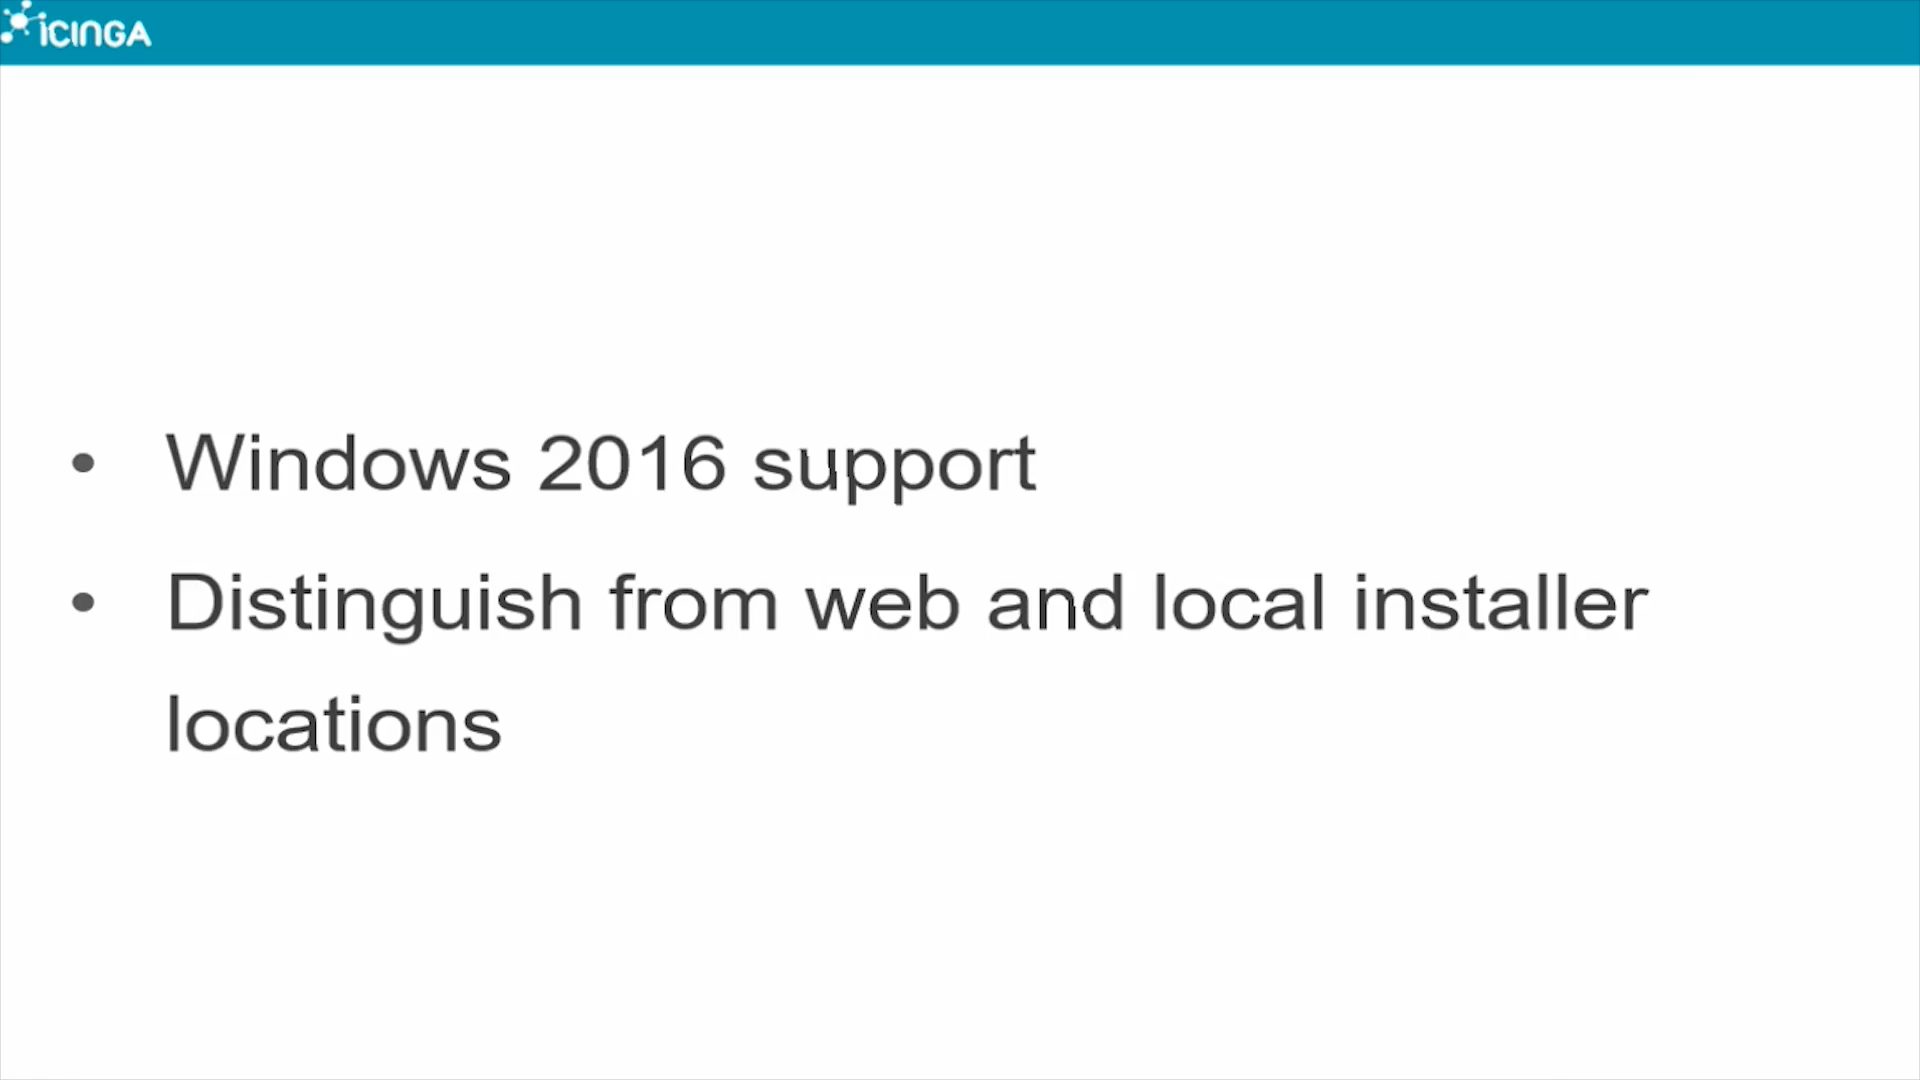 iCINGA
• Windows 2016 support
• Distinguish from web and local installer
locations